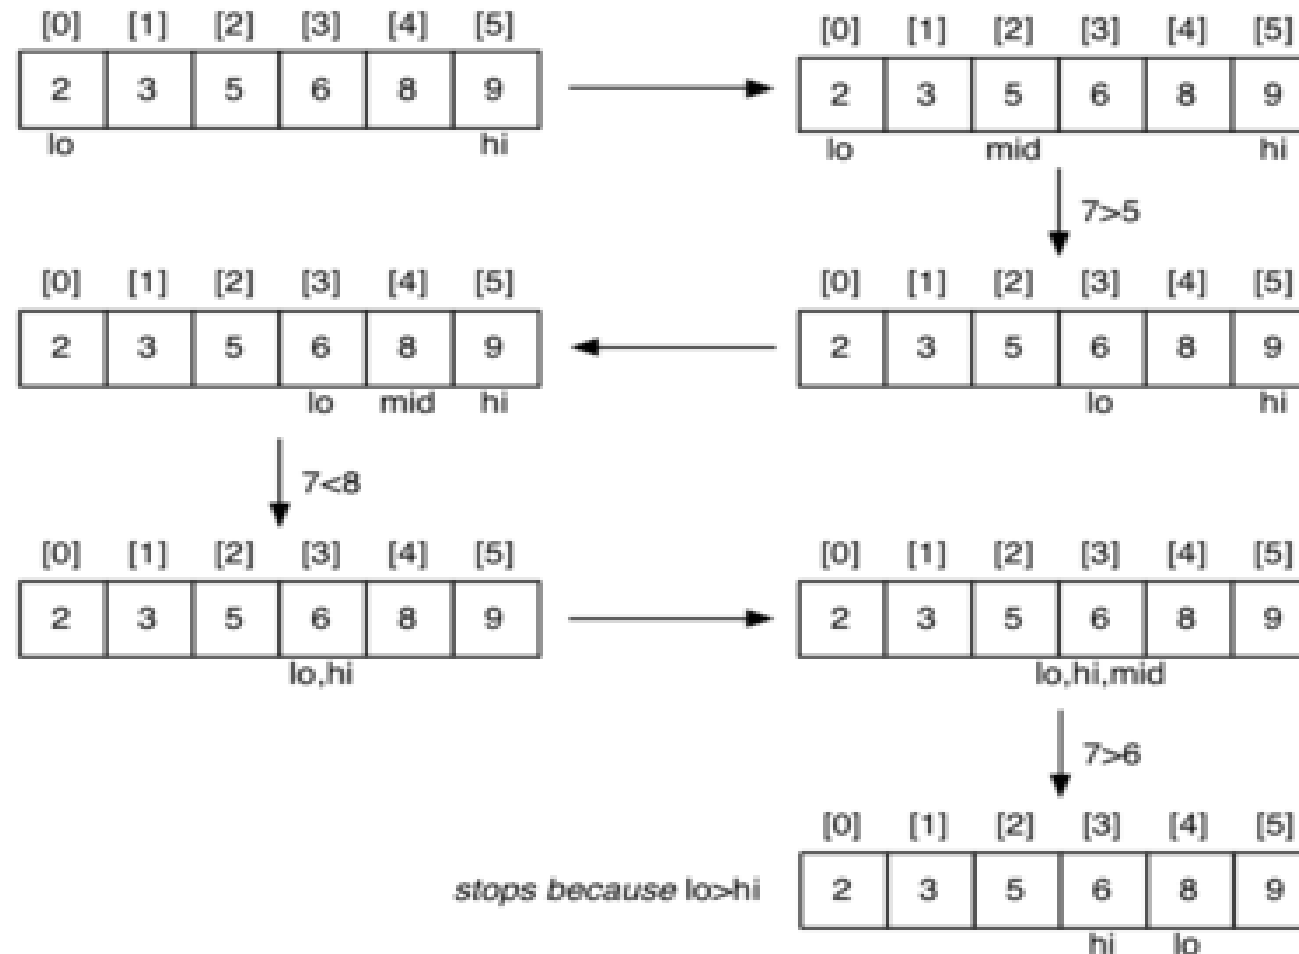 [0] [1] [2] [3] [4] [5]
2 3 5 6 8 9
lo hi
[0] [1] [2] [3] [4] [5]
2 3 5 6 8 9
lo mid hi
7>5
[0] [1] [2] [3] [4] [5]
2 3 5 6 8 9
lo hi
[0] [1] [2] [3] [4] [5]
2 3 5 6 8 9
lo mid hi
7<8
[0] [1] [2] [3] [4] [5]
2 3 5 6 8 9
lo,hi
[0] [1] [2] [3] [4] [5]
2 3 5 6 8 9
lo,hi,mid
7>6
[0] [1] [2] [3] [4] [5]
stops because lo>hi
2 3 5 6 8 9
hi lo